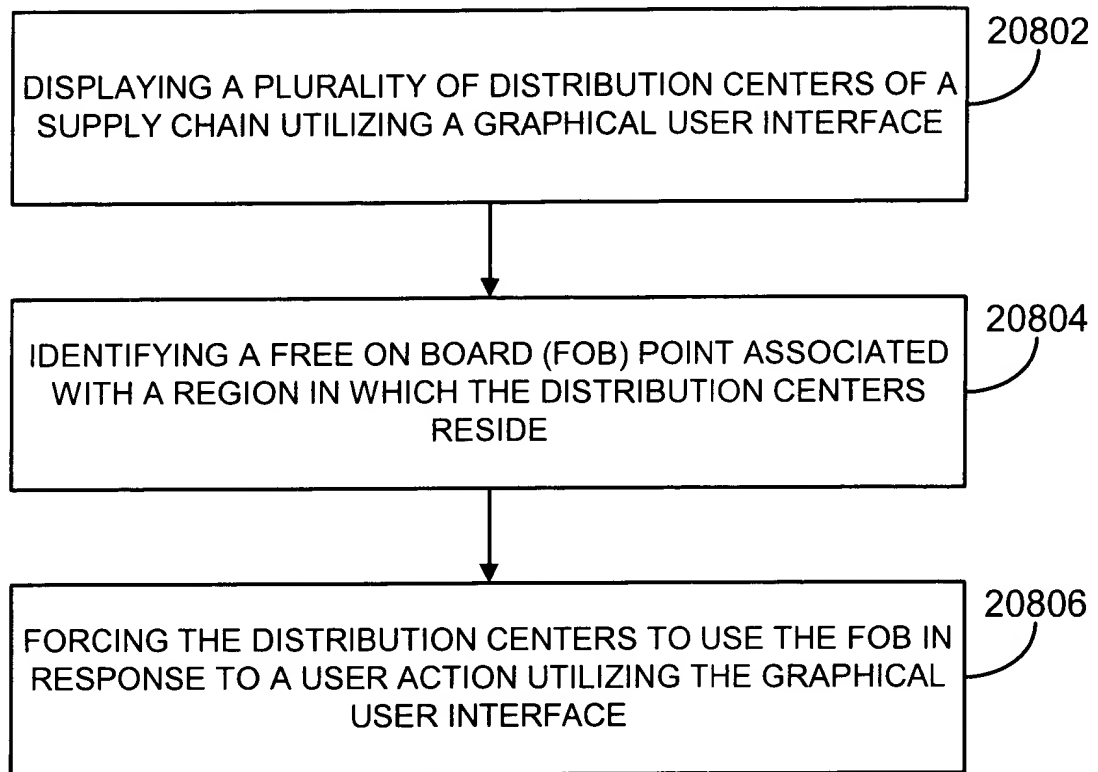 20802
DISPLAYING A PLURALITY OF DISTRIBUTION CENTERS OF A
SUPPLY CHAIN UTILIZING A GRAPHICAL USER INTERFACE
20804
IDENTIFYING A FREE ON BOARD (FOB) POINT ASSOCIATED
WITH A REGION IN WHICH THE DISTRIBUTION CENTERS
RESIDE
20806
FORCING THE DISTRIBUTION CENTERS TO USE THE FOB IN
RESPONSE TO A USER ACTION UTILIZING THE GRAPHICAL
USER INTERFACE